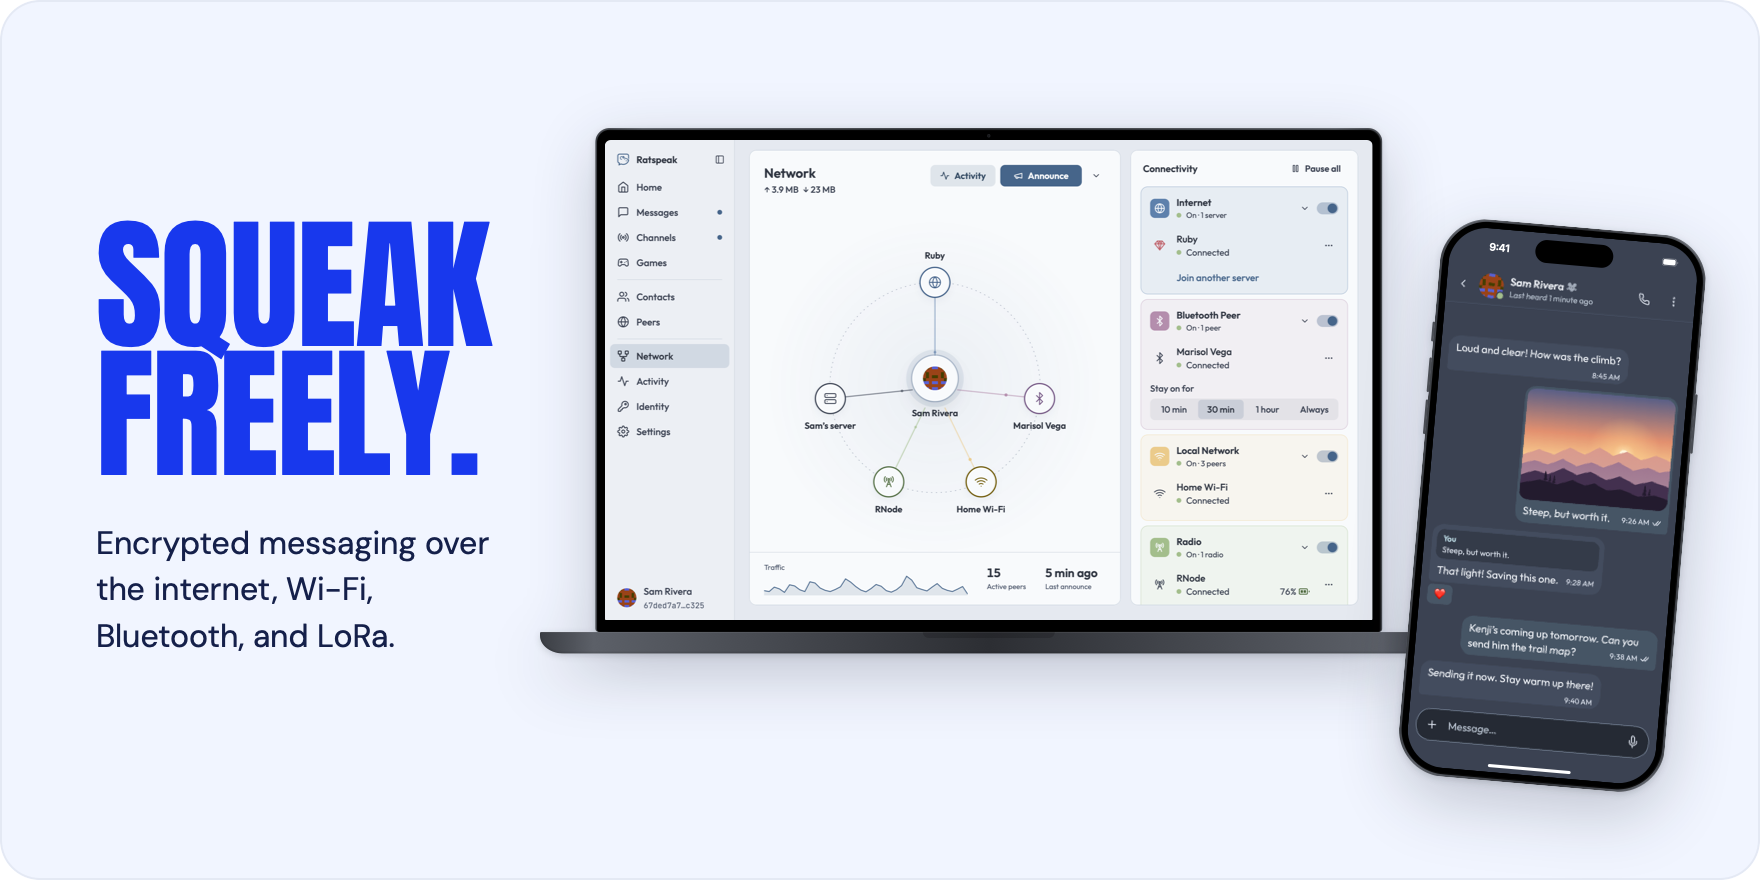 SQUEAK
FREELY.
Encrypted messaging over
the internet, Wi-Fi,
Bluetooth, and LoRa.
Ratspeak
Home
Messages
Channels
Games
Contacts
Peers
Network
Activity
Identity
Settings
Sam Rivera
67ded7a7...c325
Network
↑ 3.9 MB ↓ 23 MB
Activity
Announce
Ruby
Sam Rivera
Sam's server
Marisol Vega
RNode
Home Wi-Fi
Traffic
15
Active peers
5 min ago
Last announce
Connectivity
Pause all
Internet
On · 1 server
Ruby
Connected
Join another server
Bluetooth Peer
On · 1 peer
Marisol Vega
Connected
Stay on for
10 min 30 min 1 hour Always
Local Network
On · 3 peers
Home Wi-Fi
Connected
Radio
On · 1 radio
RNode
Connected
76%
9:41
Sam Rivera
Last heard 1 minute ago
Loud and clear! How was the climb?
8:45 AM
Steep, but worth it. 9:26 AM
You
Steep, but worth it.
That light! Saving this one. 9:28 AM
Kenji's coming up tomorrow. Can you
send him the trail map? 9:38 AM
Sending it now. Stay warm up there!
9:40 AM
Message...